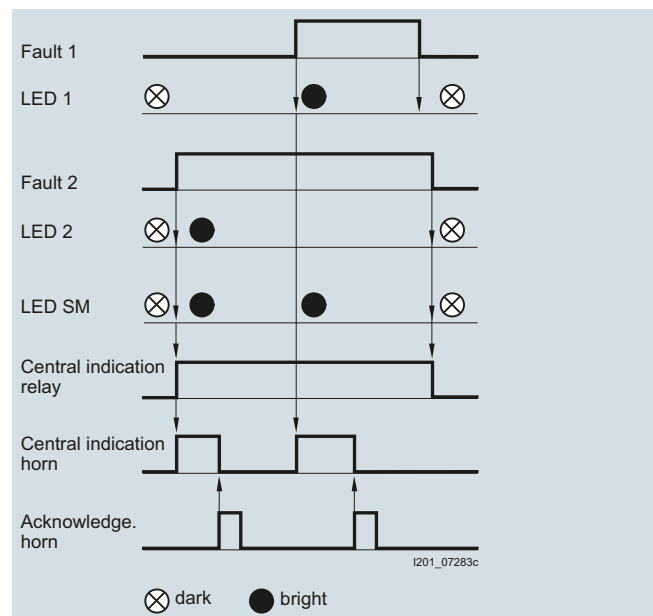 Fault 1
LED 1
Fault 2
LED 2
LED SM
Central indication
relay
Central indication
horn
Acknowledge.
horn
I201_07283c
dark
bright